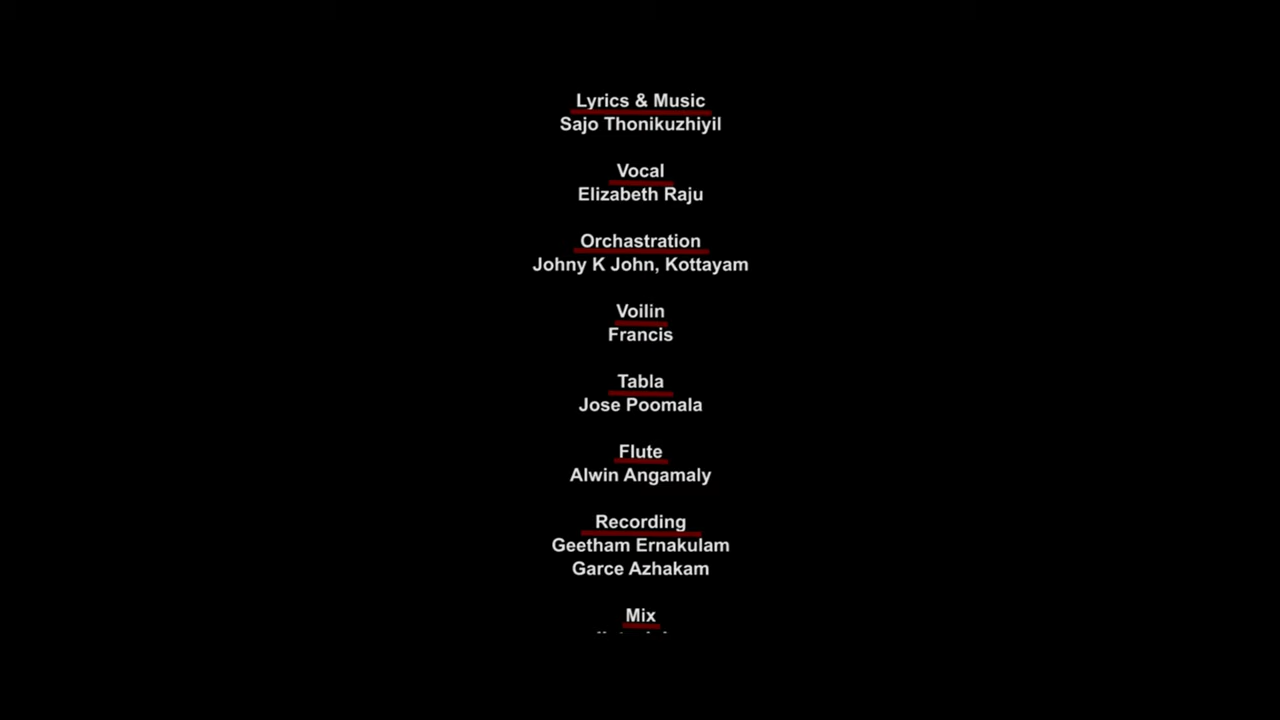 Lyrics & Music
Sajo Thonikuzhiyil
Vocal
Elizabeth Raju
Orchastration
Johny K John, Kottayam
Voilin
Francis
Tabla
Jose Poomala
Flute
Alwin Angamaly
Recording
Geetham Ernakulam
Garce Azhakam
Mix